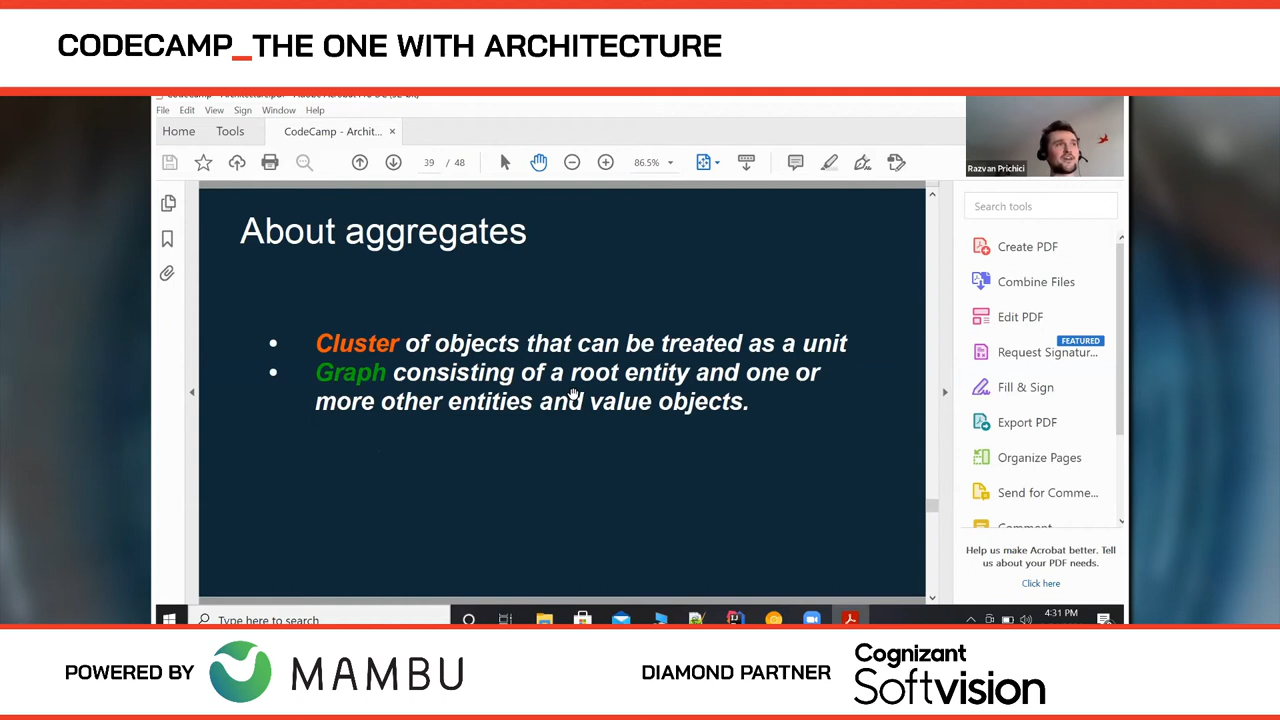 CODECAMP_THE ONE WITH ARCHITECTURE
File Edit View Sign Window Help
Home Tools CodeCamp - Archit... ×
39 / 48 86.5%
Razvan Prichici
About aggregates
• Cluster of objects that can be treated as a unit
• Graph consisting of a root entity and one or
more other entities and value objects.
Search tools
Create PDF
Combine Files
Edit PDF
FEATURED
Request Signatur...
Fill & Sign
Export PDF
Organize Pages
Send for Comme...
Comment
Help us make Acrobat better. Tell
us about your PDF needs.
Click here
Type here to search
4:31 PM
POWERED BY MAMBU
DIAMOND PARTNER
Cognizant
Softvision